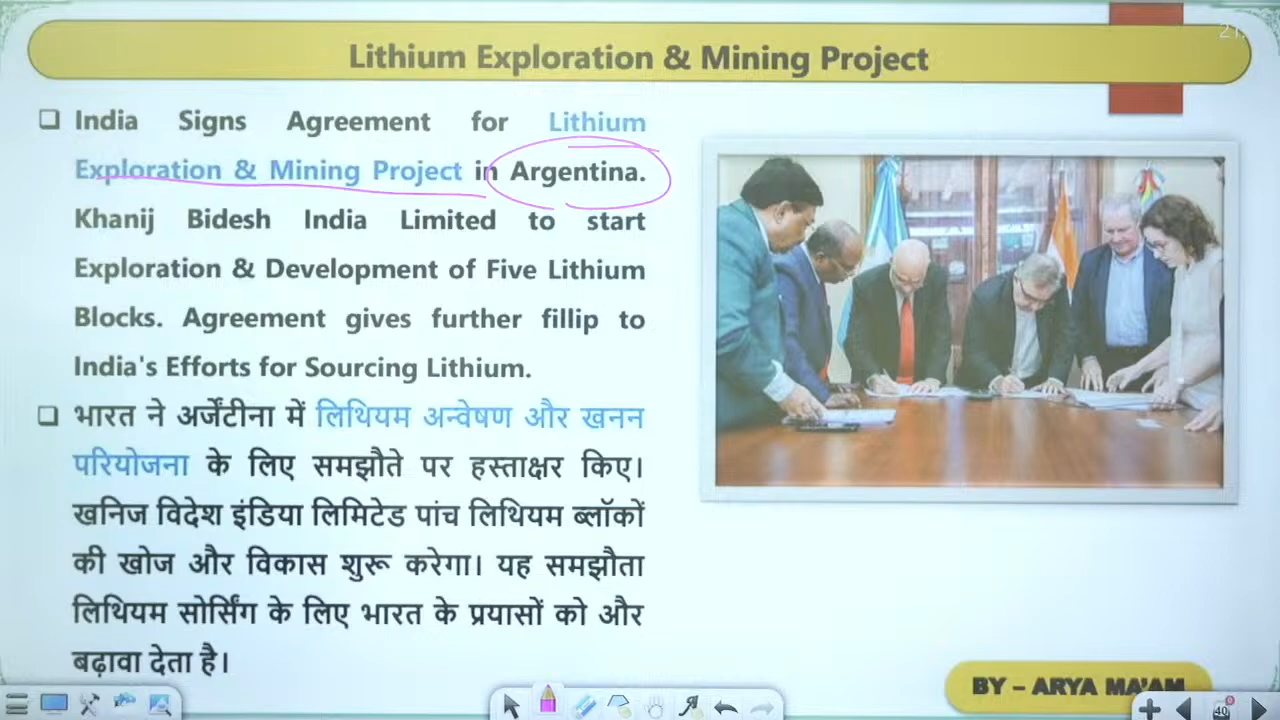 Lithium Exploration & Mining Project
India Signs Agreement for Lithium
Exploration & Mining Project in Argentina.
Khanij Bidesh India Limited to start
Exploration & Development of Five Lithium
Blocks. Agreement gives further fillip to
India's Efforts for Sourcing Lithium.
भारत ने अर्जेंटीना में लिथियम अन्वेषण और खनन
परियोजना के लिए समझौते पर हस्ताक्षर किए।
खनिज विदेश इंडिया लिमिटेड पांच लिथियम ब्लॉकों
की खोज और विकास शुरू करेगा। यह समझौता
लिथियम सोर्सिंग के लिए भारत के प्रयासों को और
बढ़ावा देता है।
BY – ARYA MA'AM
40